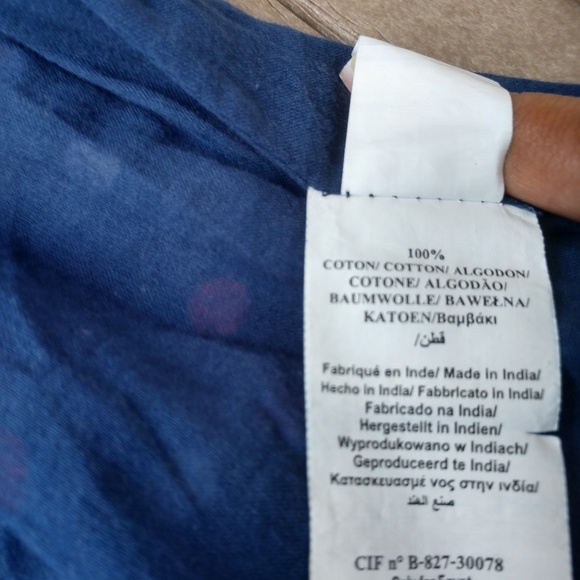 100%
COTON/ COTTON/ ALGODON/
COTONE/ ALGODÃO/
BAUMWOLLE/ BAWEŁNA/
KATOEN/Βαμβάκι
قطن/
Fabriqué en Inde/ Made in India/
Hecho in India/ Fabbricato in India/
Fabricado na India/
Hergestellt in Indien/
Wyprodukowano w Indiach/
Geproduceerd te India/
Κατασκευασμέ νος στην ινδία/
صنع الهند
CIF nº B-827-30078